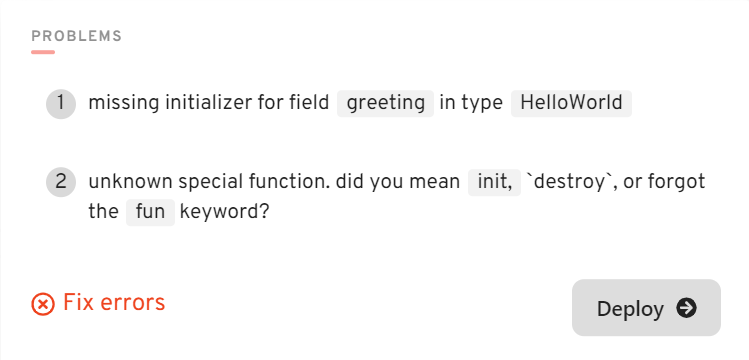 PROBLEMS
1 missing initializer for field greeting in type HelloWorld
2 unknown special function. did you mean init, `destroy`, or forgot
the fun keyword?
Fix errors
Deploy